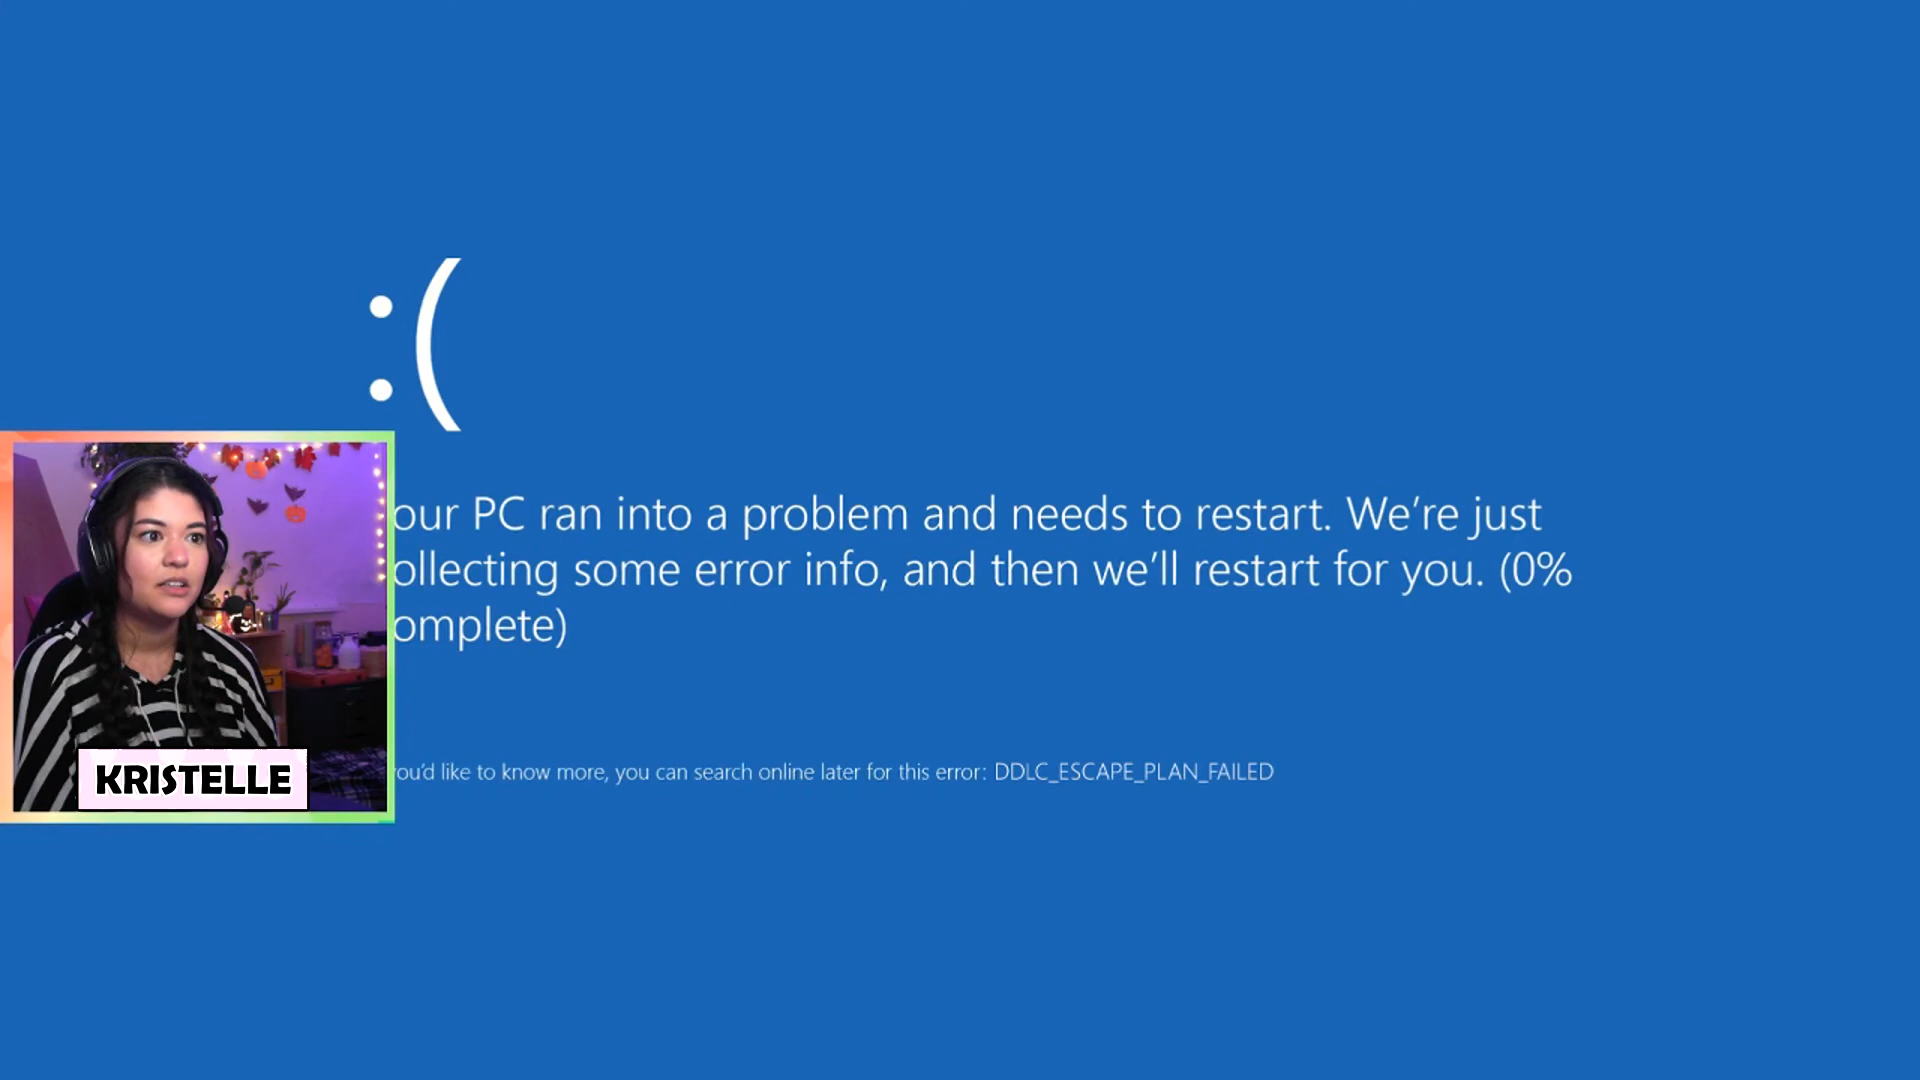 :(
our PC ran into a problem and needs to restart. We’re just
ollecting some error info, and then we’ll restart for you. (0%
omplete)
KRISTELLE
you’d like to know more, you can search online later for this error: DDLC_ESCAPE_PLAN_FAILED